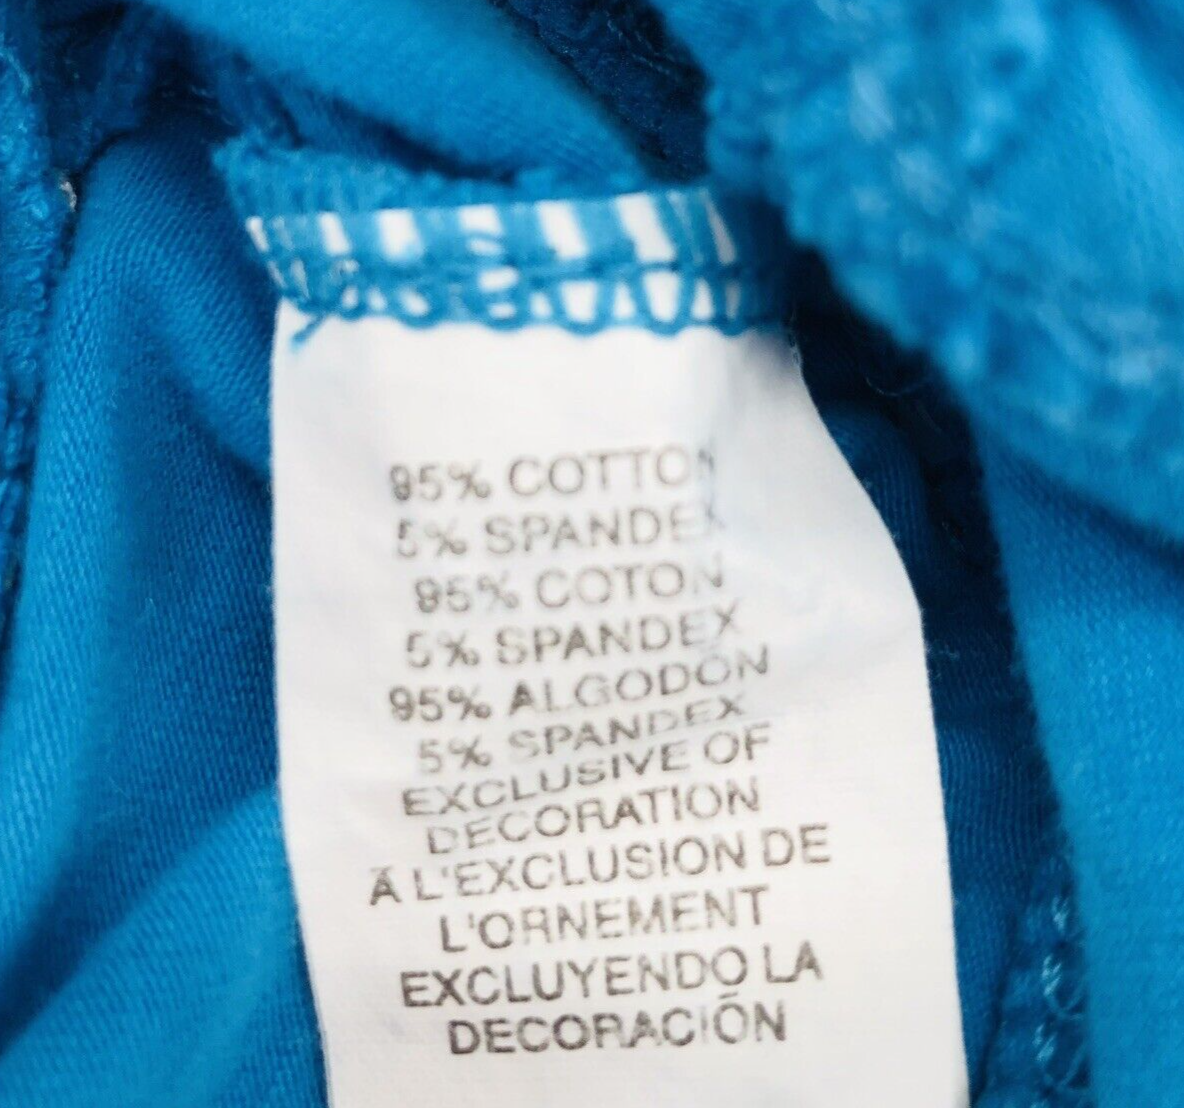 95% COTTON
5% SPANDEX
95% COTON
5% SPANDEX
95% ALGODÓN
5% SPANDEX
EXCLUSIVE OF
DECORATION
Á L'EXCLUSION DE
L'ORNEMENT
EXCLUYENDO LA
DECORACIÓN